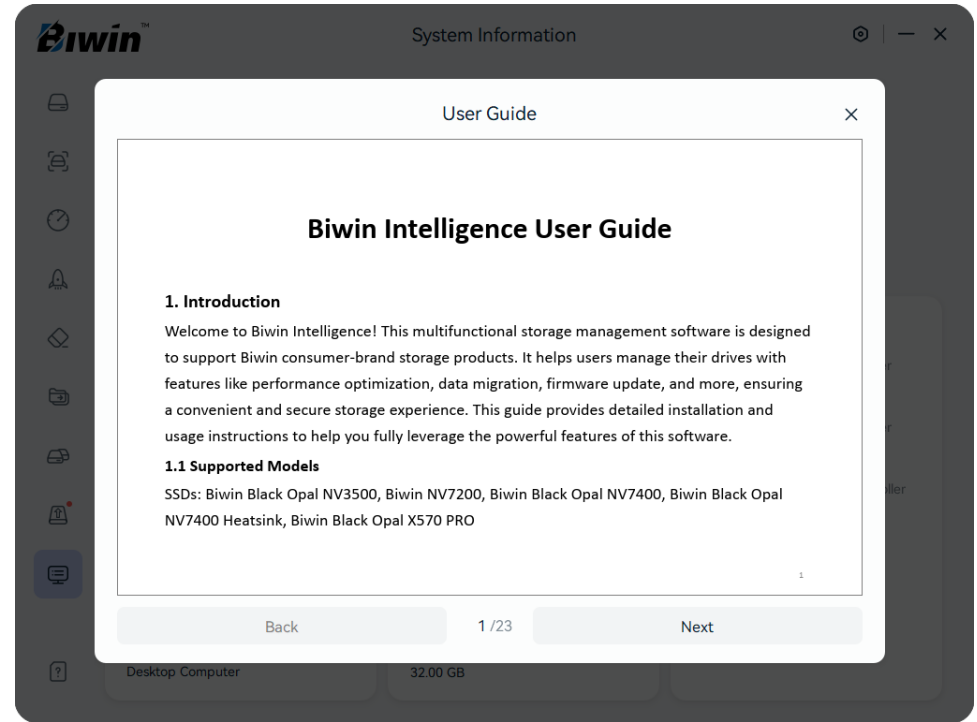 Biwin™
System Information
User Guide
Biwin Intelligence User Guide
1. Introduction
Welcome to Biwin Intelligence! This multifunctional storage management software is designed
to support Biwin consumer-brand storage products. It helps users manage their drives with
features like performance optimization, data migration, firmware update, and more, ensuring
a convenient and secure storage experience. This guide provides detailed installation and
usage instructions to help you fully leverage the powerful features of this software.
1.1 Supported Models
SSDs: Biwin Black Opal NV3500, Biwin NV7200, Biwin Black Opal NV7400, Biwin Black Opal
NV7400 Heatsink, Biwin Black Opal X570 PRO
1
Back
1 /23
Next
Desktop Computer
32.00 GB